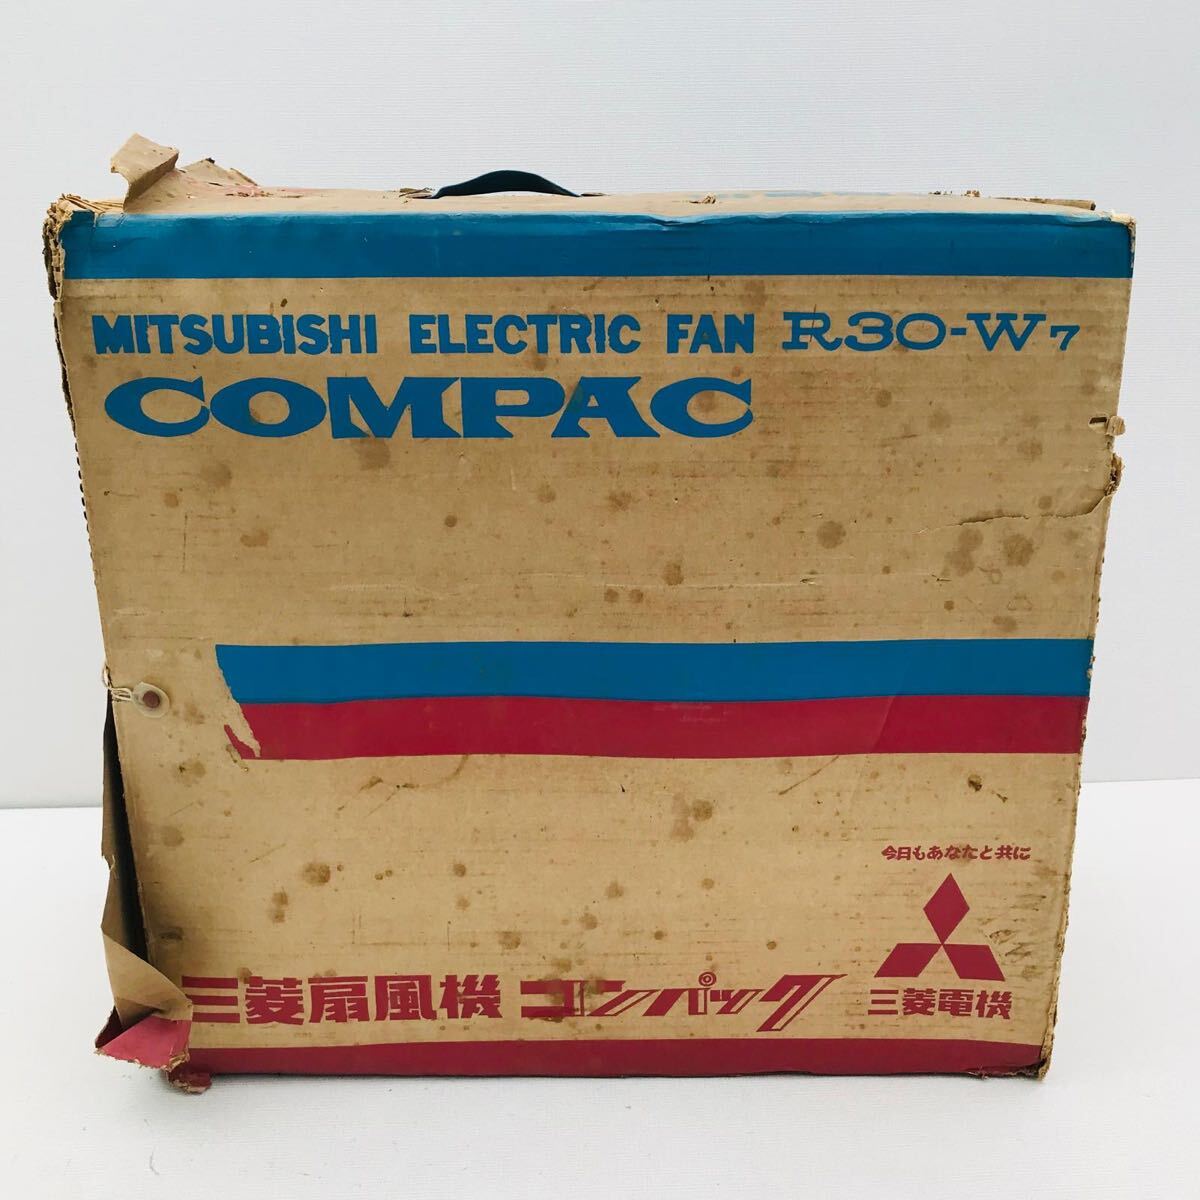 MITSUBISHI ELECTRIC FAN R30-W7
COMPAC
今日もあなたと共に
三菱扇風機 コンパック
三菱電機